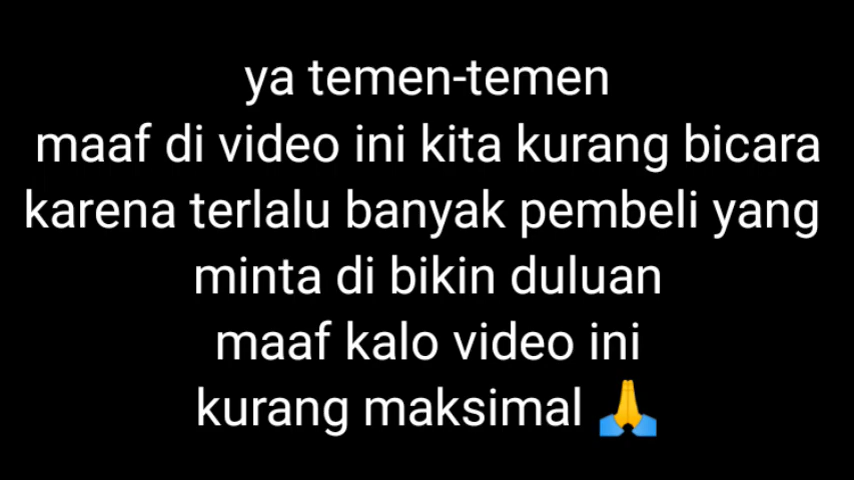 ya temen-temen
maaf di video ini kita kurang bicara
karena terlalu banyak pembeli yang
minta di bikin duluan
maaf kalo video ini
kurang maksimal 🙏